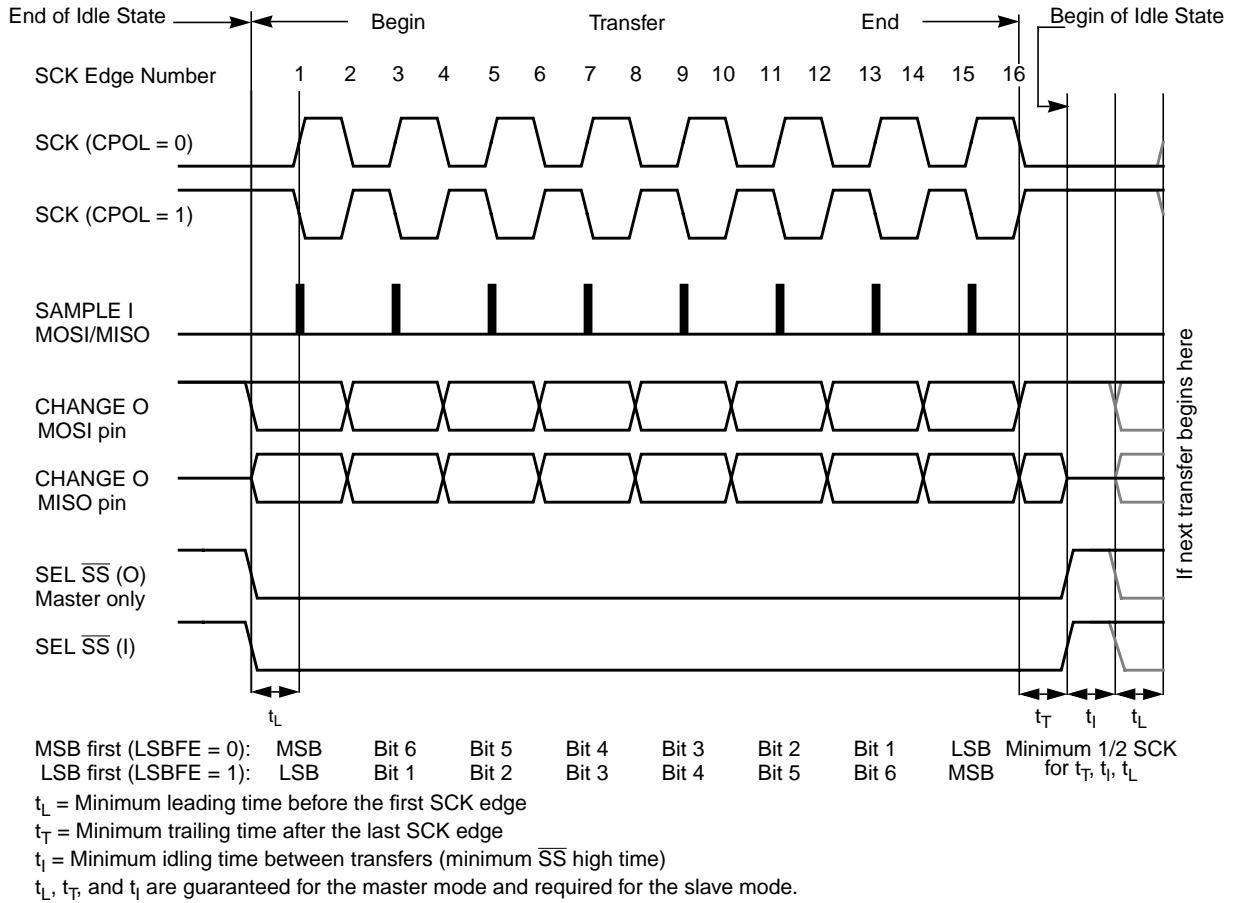 End of Idle State
Begin
Transfer
End
Begin of Idle State
SCK Edge Number
1 2 3 4 5 6 7 8 9 10 11 12 13 14 15 16
SCK (CPOL = 0)
SCK (CPOL = 1)
SAMPLE I
MOSI/MISO
CHANGE O
MOSI pin
CHANGE O
MISO pin
SEL S̅S̅ (O)
Master only
SEL S̅S̅ (I)
If next transfer begins here
tL
tT tI tL
MSB first (LSBFE = 0): MSB Bit 6 Bit 5 Bit 4 Bit 3 Bit 2 Bit 1 LSB Minimum 1/2 SCK
LSB first (LSBFE = 1): LSB Bit 1 Bit 2 Bit 3 Bit 4 Bit 5 Bit 6 MSB for tT, tI, tL
tL = Minimum leading time before the first SCK edge
tT = Minimum trailing time after the last SCK edge
tI = Minimum idling time between transfers (minimum S̅S̅ high time)
tL, tT, and tI are guaranteed for the master mode and required for the slave mode.